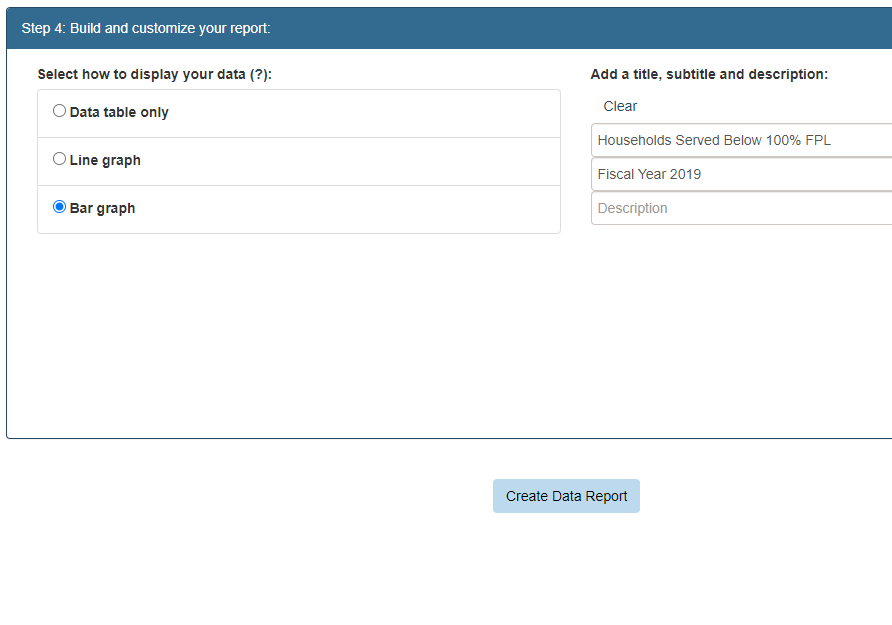 Step 4: Build and customize your report:
Select how to display your data (?):
Data table only
Line graph
Bar graph
Add a title, subtitle and description:
Clear
Households Served Below 100% FPL
Fiscal Year 2019
Description
Create Data Report